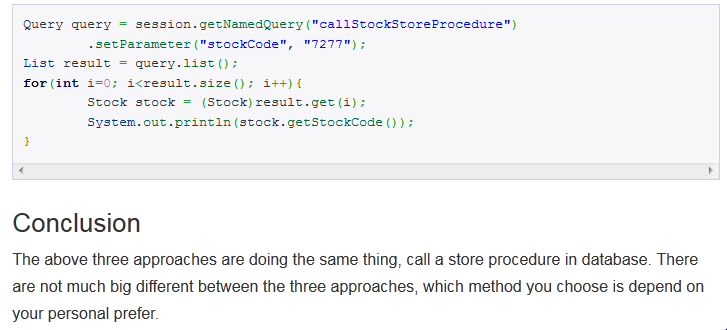 Query query = session.getNamedQuery("callStockStoreProcedure")
        .setParameter("stockCode", "7277");
List result = query.list();
for(int i=0; i<result.size(); i++){
        Stock stock = (Stock)result.get(i);
        System.out.println(stock.getStockCode());
}
Conclusion
The above three approaches are doing the same thing, call a store procedure in database. There
are not much big different between the three approaches, which method you choose is depend on
your personal prefer.